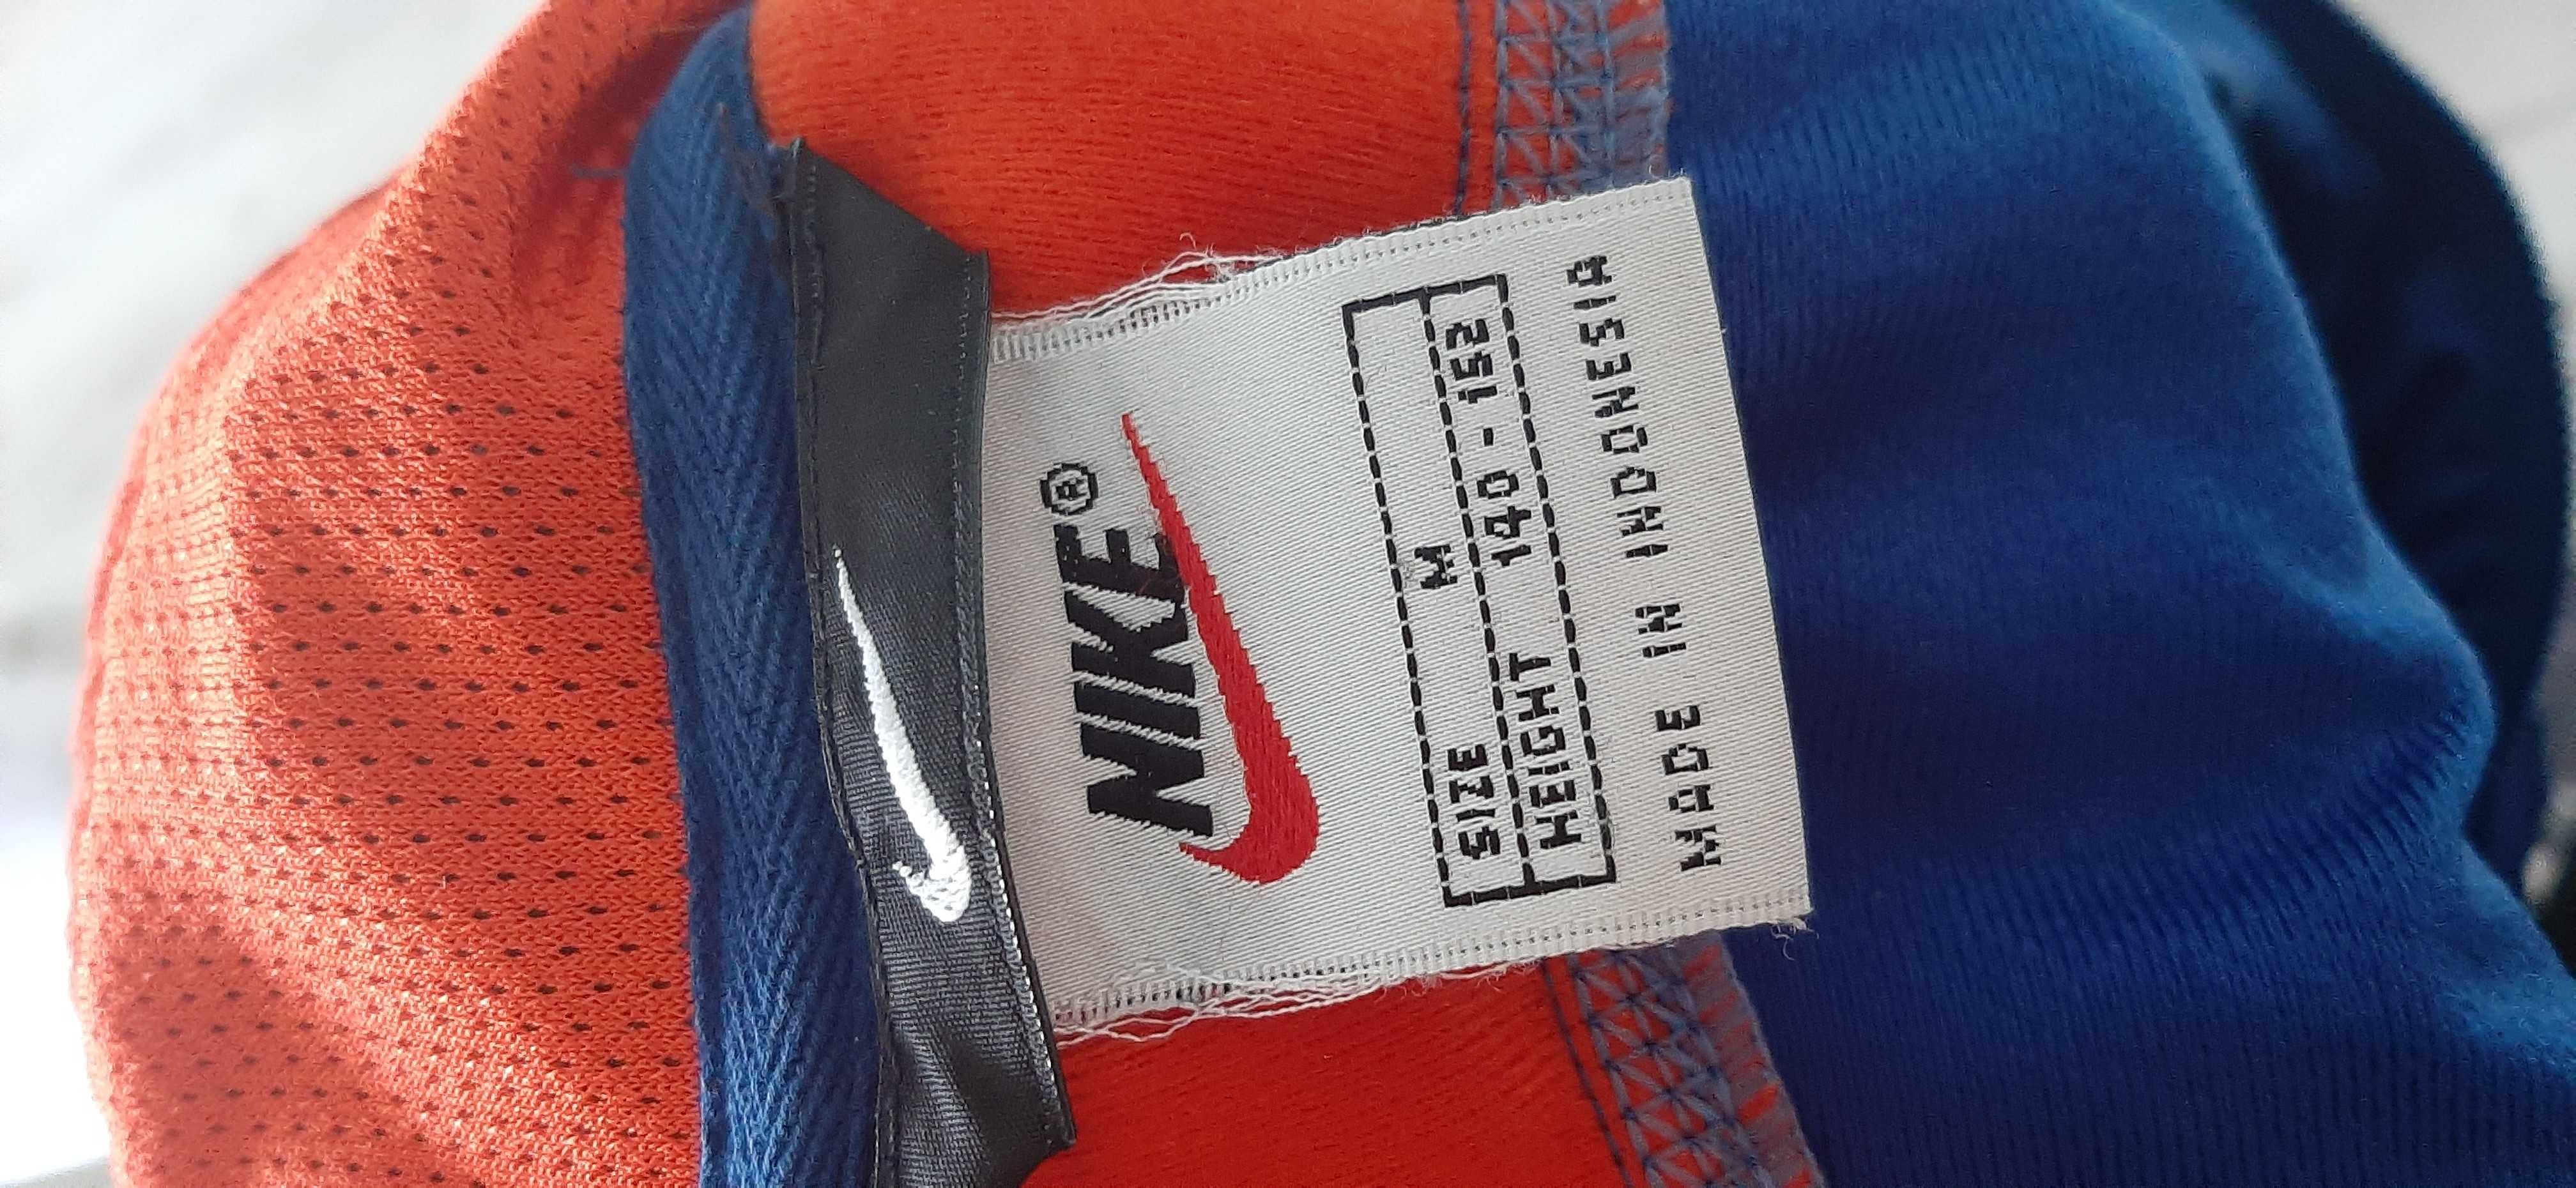 NIKE®
SIZE M
HEIGHT 140-152
MADE IN INDONESIA